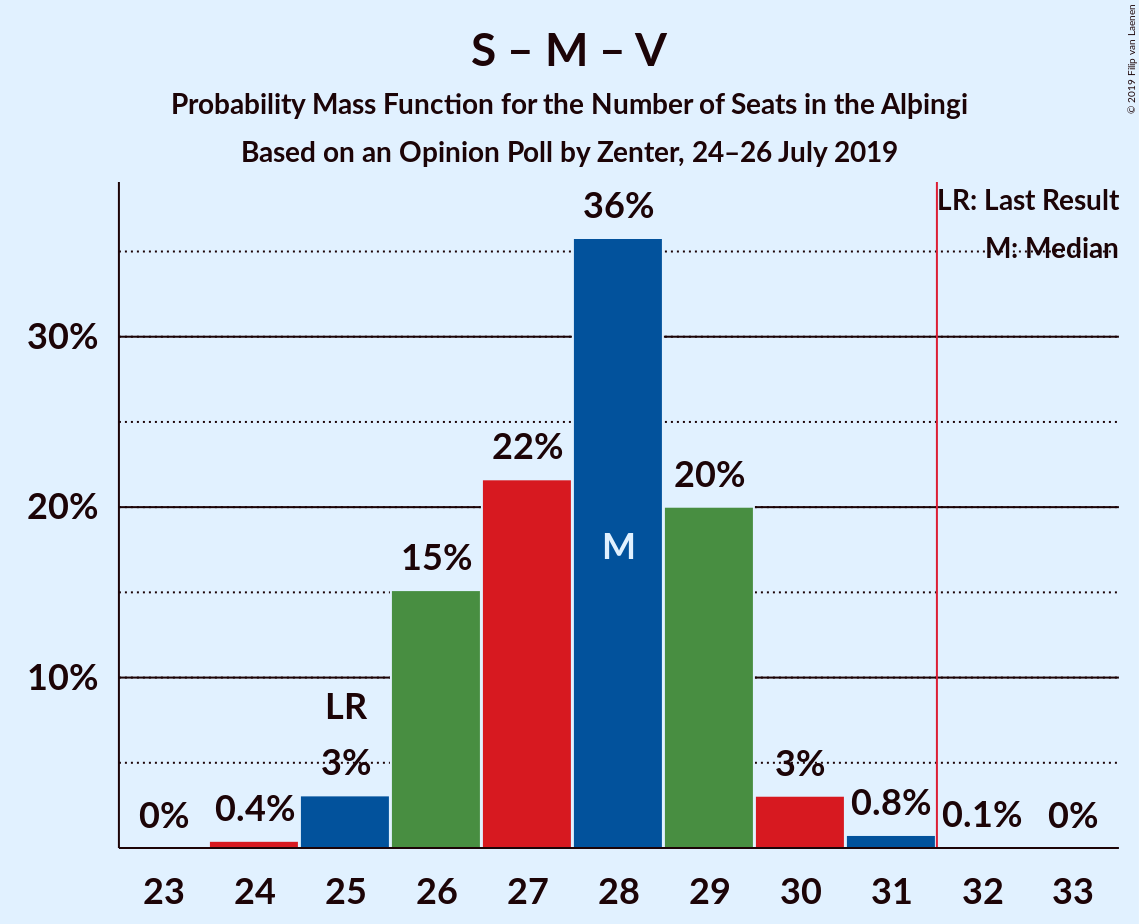 S – M – V
Probability Mass Function for the Number of Seats in the Alþingi
Based on an Opinion Poll by Zenter, 24–26 July 2019
© 2019 Filip van Laenen
LR: Last Result
M: Median
30%
20%
10%
0%
0.4%
LR
3%
15%
22%
36%
M
20%
3%
0.8%
0.1%
0%
23 24 25 26 27 28 29 30 31 32 33